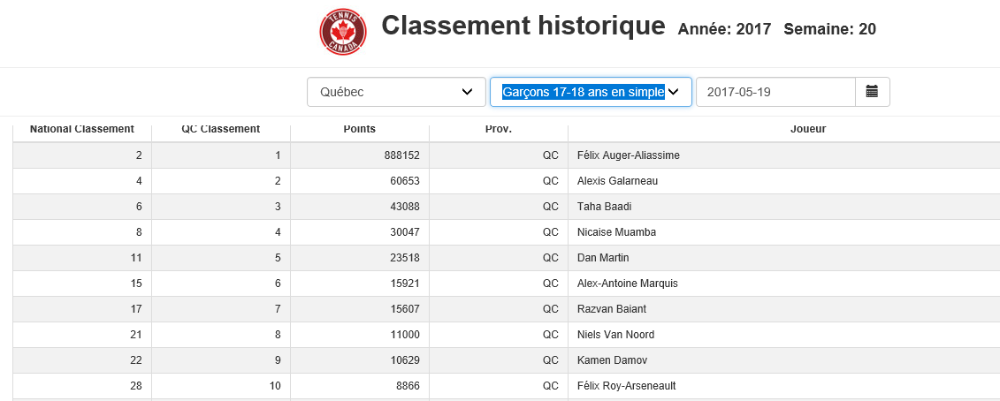 TENNIS CANADA
Classement historique Année: 2017 Semaine: 20
Québec Garçons 17-18 ans en simple 2017-05-19
National Classement QC Classement Points Prov. Joueur
2 1 888152 QC Félix Auger-Aliassime
4 2 60653 QC Alexis Galarneau
6 3 43088 QC Taha Baadi
8 4 30047 QC Nicaise Muamba
11 5 23518 QC Dan Martin
15 6 15921 QC Alex-Antoine Marquis
17 7 15607 QC Razvan Baiant
21 8 11000 QC Niels Van Noord
22 9 10629 QC Kamen Damov
28 10 8866 QC Félix Roy-Arseneault